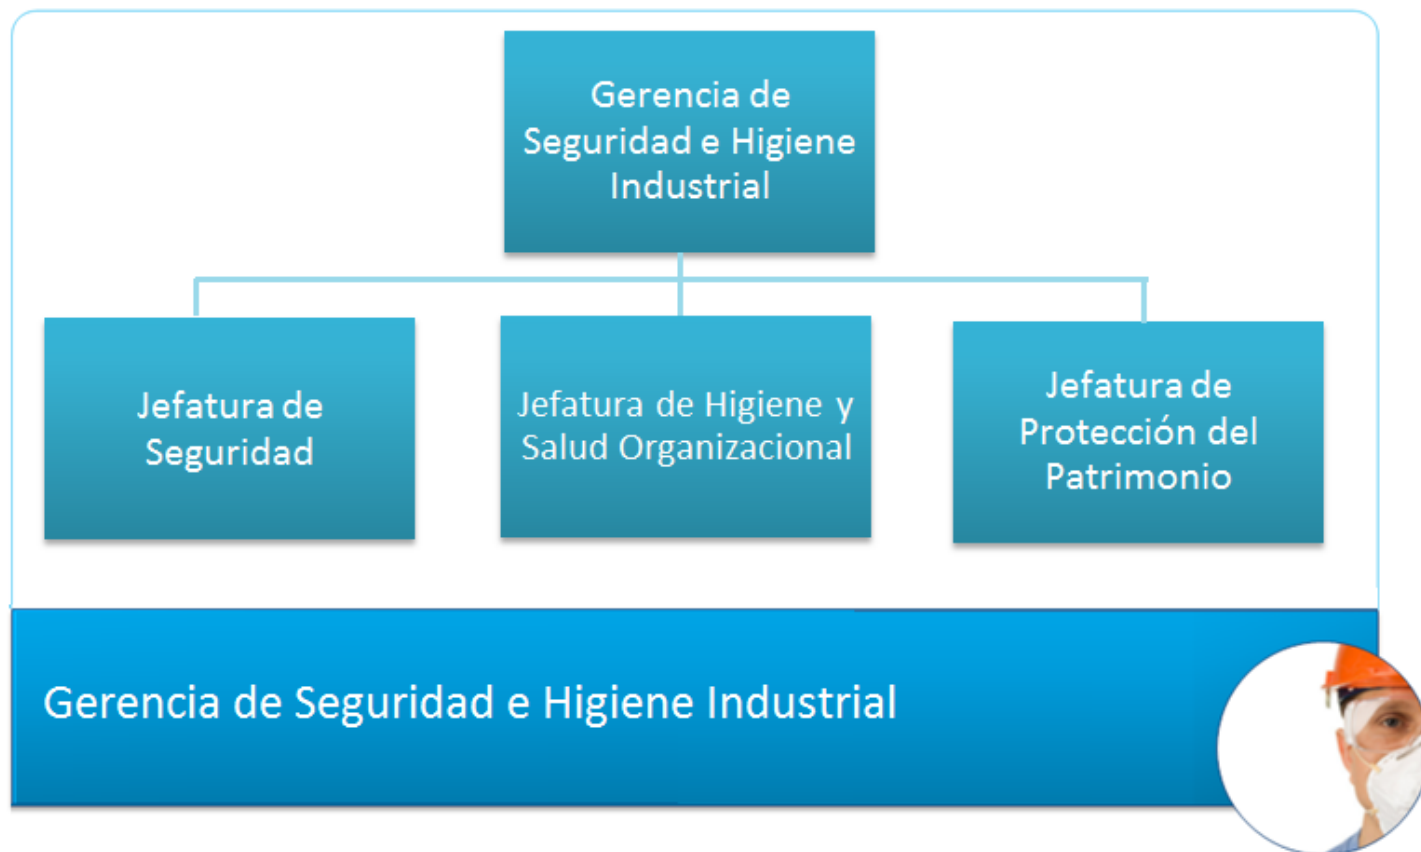 Gerencia de
Seguridad e Higiene
Industrial
Jefatura de
Seguridad
Jefatura de Higiene y
Salud Organizacional
Jefatura de
Protección del
Patrimonio
Gerencia de Seguridad e Higiene Industrial